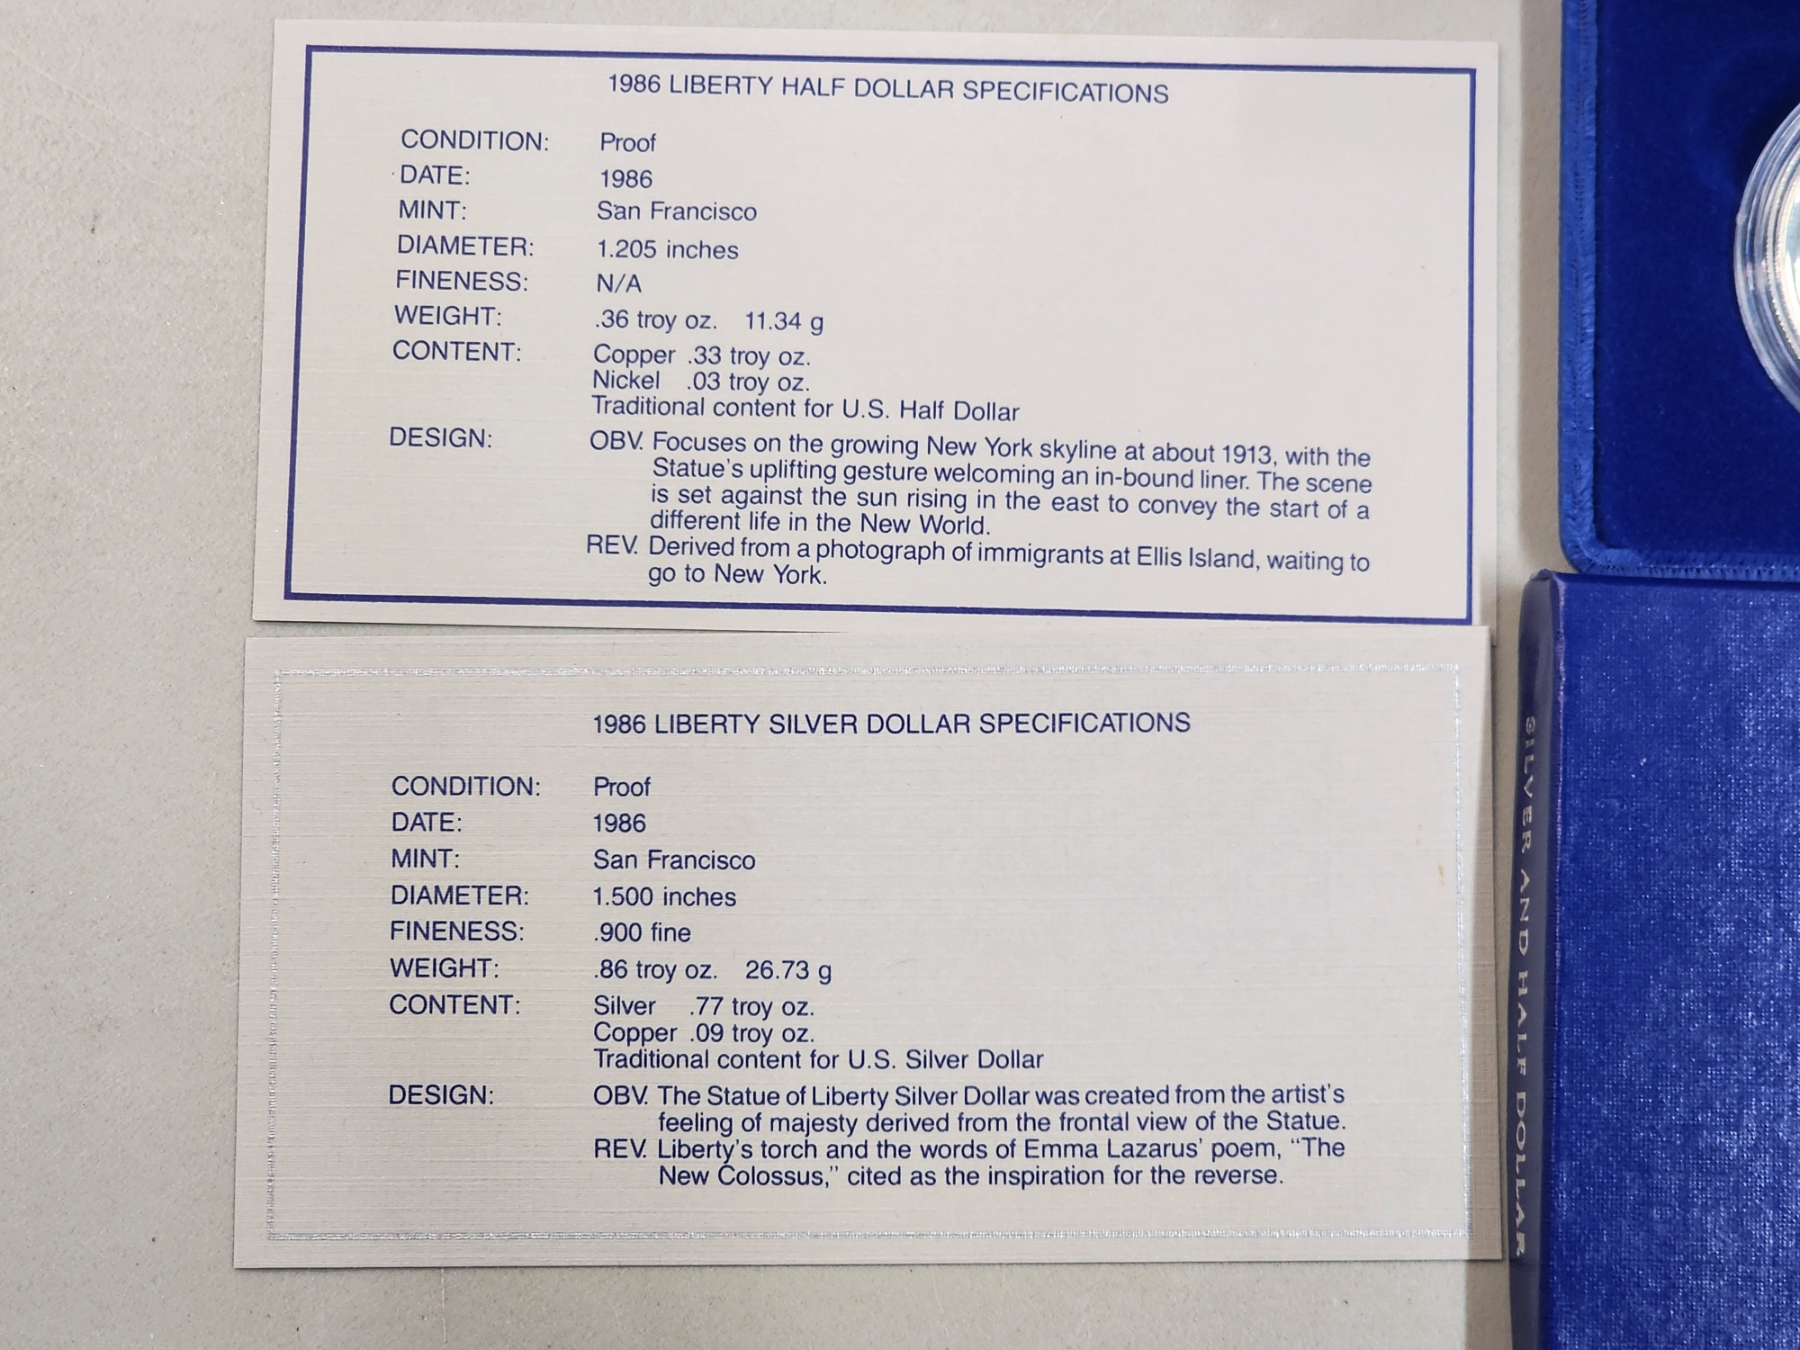 1986 LIBERTY HALF DOLLAR SPECIFICATIONS
CONDITION: Proof
DATE: 1986
MINT: San Francisco
DIAMETER: 1.205 inches
FINENESS: N/A
WEIGHT: .36 troy oz. 11.34 g
CONTENT: Copper .33 troy oz.
Nickel .03 troy oz.
Traditional content for U.S. Half Dollar
DESIGN: OBV. Focuses on the growing New York skyline at about 1913, with the
Statue's uplifting gesture welcoming an in-bound liner. The scene
is set against the sun rising in the east to convey the start of a
different life in the New World.
REV. Derived from a photograph of immigrants at Ellis Island, waiting to
go to New York.
1986 LIBERTY SILVER DOLLAR SPECIFICATIONS
CONDITION: Proof
DATE: 1986
MINT: San Francisco
DIAMETER: 1.500 inches
FINENESS: .900 fine
WEIGHT: .86 troy oz. 26.73 g
CONTENT: Silver .77 troy oz.
Copper .09 troy oz.
Traditional content for U.S. Silver Dollar
DESIGN: OBV. The Statue of Liberty Silver Dollar was created from the artist's
feeling of majesty derived from the frontal view of the Statue.
REV. Liberty's torch and the words of Emma Lazarus' poem, "The
New Colossus," cited as the inspiration for the reverse.
SILVER AND HALF DOLLAR